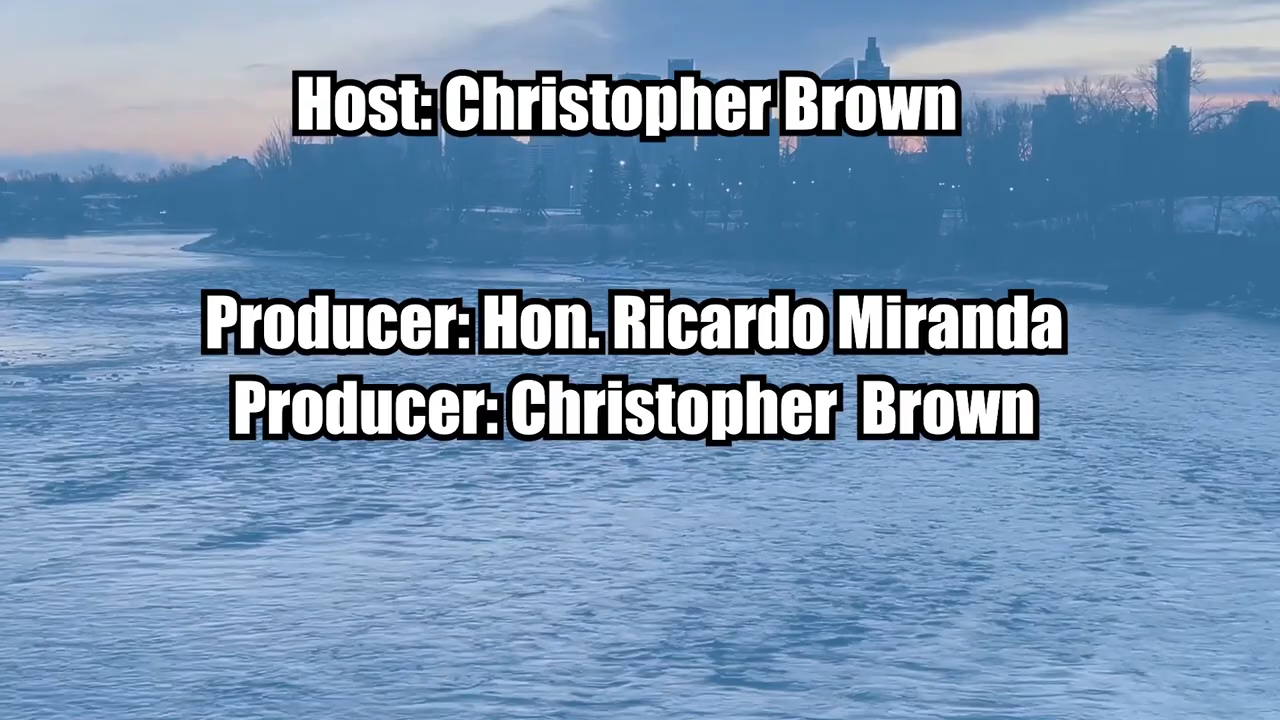 Host: Christopher Brown
Producer: Hon. Ricardo Miranda
Producer: Christopher  Brown